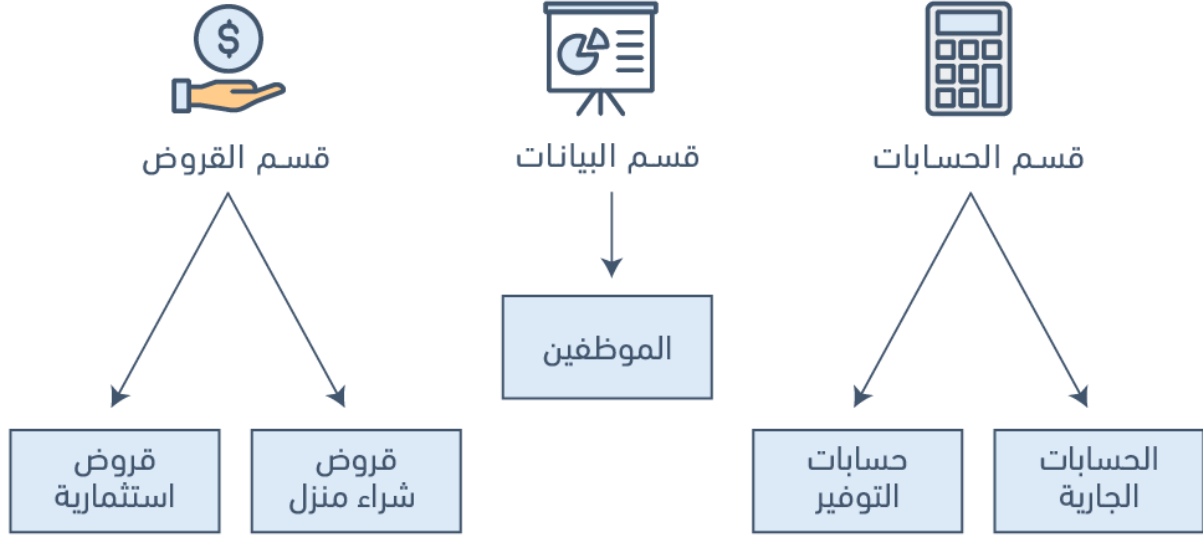 قسم الحسابات
قسم البيانات
قسم القروض
$
الموظفين
الحسابات
الجارية
حسابات
التوفير
قروض
شراء منزل
قروض
استثمارية